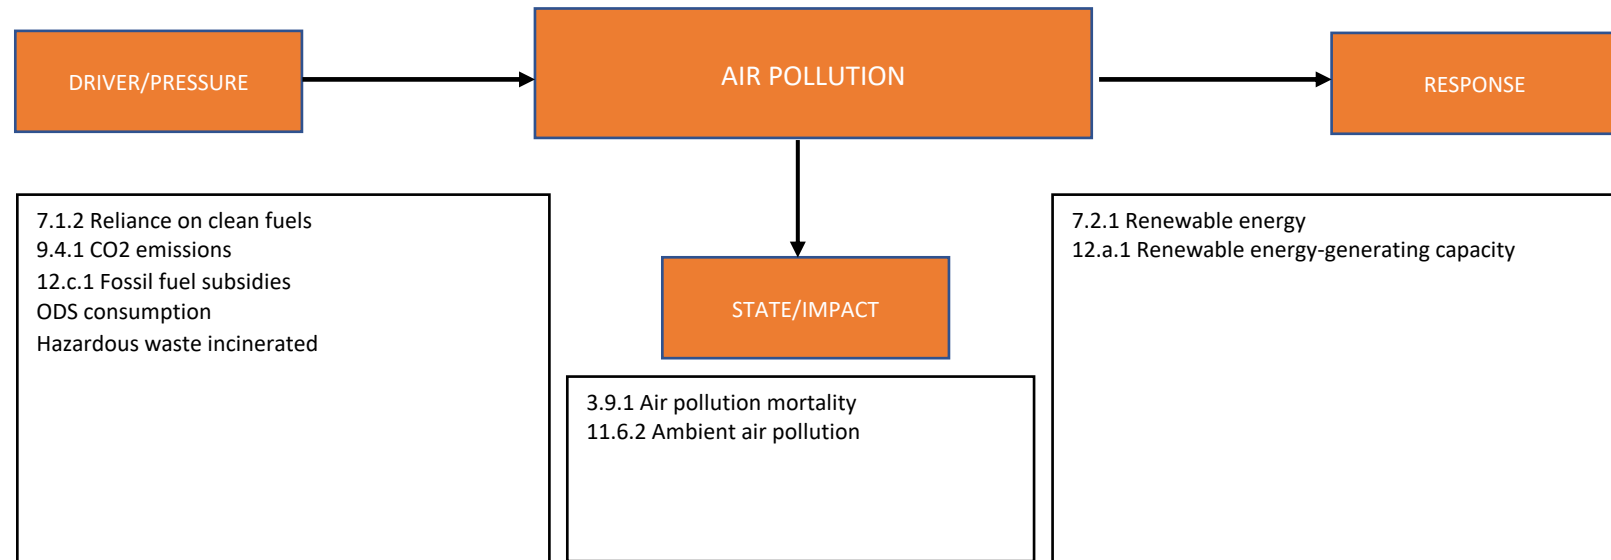 DRIVER/PRESSURE
AIR POLLUTION
RESPONSE
7.1.2 Reliance on clean fuels
9.4.1 CO2 emissions
12.c.1 Fossil fuel subsidies
ODS consumption
Hazardous waste incinerated
STATE/IMPACT
3.9.1 Air pollution mortality
11.6.2 Ambient air pollution
7.2.1 Renewable energy
12.a.1 Renewable energy-generating capacity